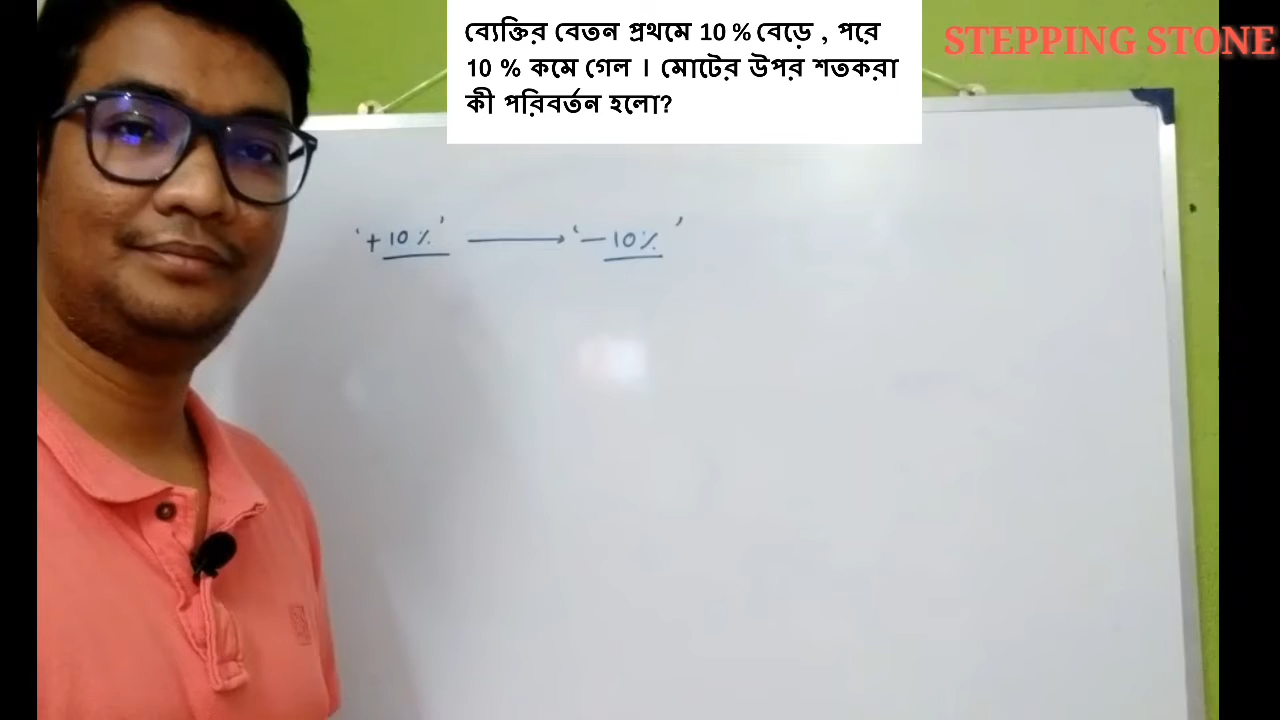 ব্যেক্তির বেতন প্রথমে 10 % বেড়ে , পরে
10 % কমে গেল । মোটের উপর শতকরা
কী পরিবর্তন হলো?
STEPPING STONE
‘+10%’ ⟶ ‘−10%’